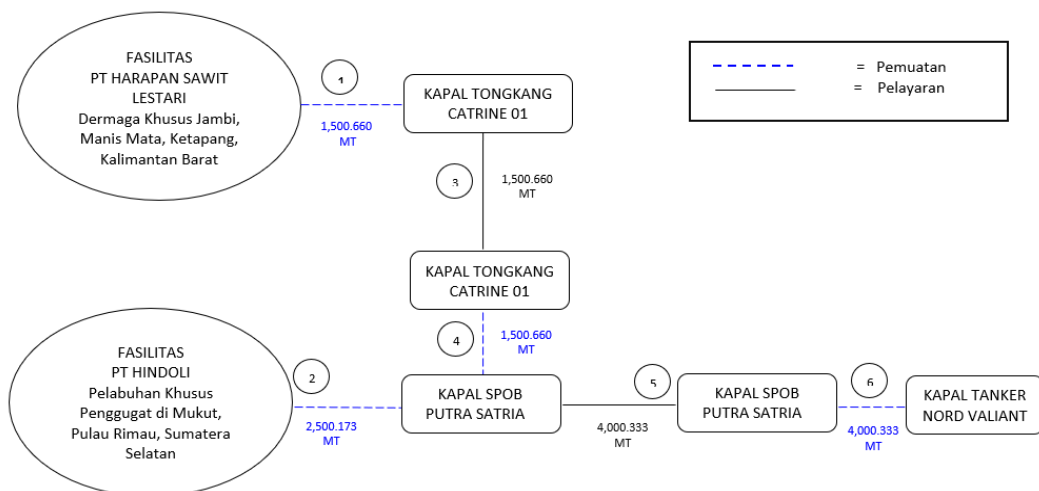 FASILITAS
PT HARAPAN SAWIT
LESTARI
Dermaga Khusus Jambi,
Manis Mata, Ketapang,
Kalimantan Barat
1
1,500.660
MT
KAPAL TONGKANG
CATRINE 01
= Pemuatan
= Pelayaran
3
1,500.660
MT
KAPAL TONGKANG
CATRINE 01
4
1,500.660
MT
FASILITAS
PT HINDOLI
Pelabuhan Khusus
Penggugat di Mukut,
Pulau Rimau, Sumatera
Selatan
2
2,500.173
MT
KAPAL SPOB
PUTRA SATRIA
5
4,000.333
MT
KAPAL SPOB
PUTRA SATRIA
6
4,000.333
MT
KAPAL TANKER
NORD VALIANT